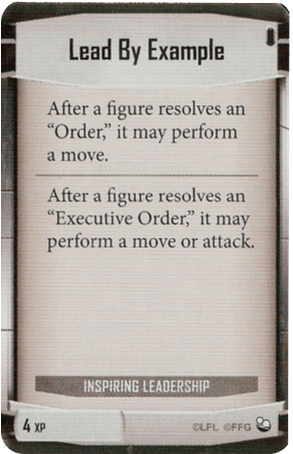 Lead By Example
After a figure resolves an
“Order,” it may perform
a move.
After a figure resolves an
“Executive Order,” it may
perform a move or attack.
INSPIRING LEADERSHIP
4 XP
©LFL ©FFG